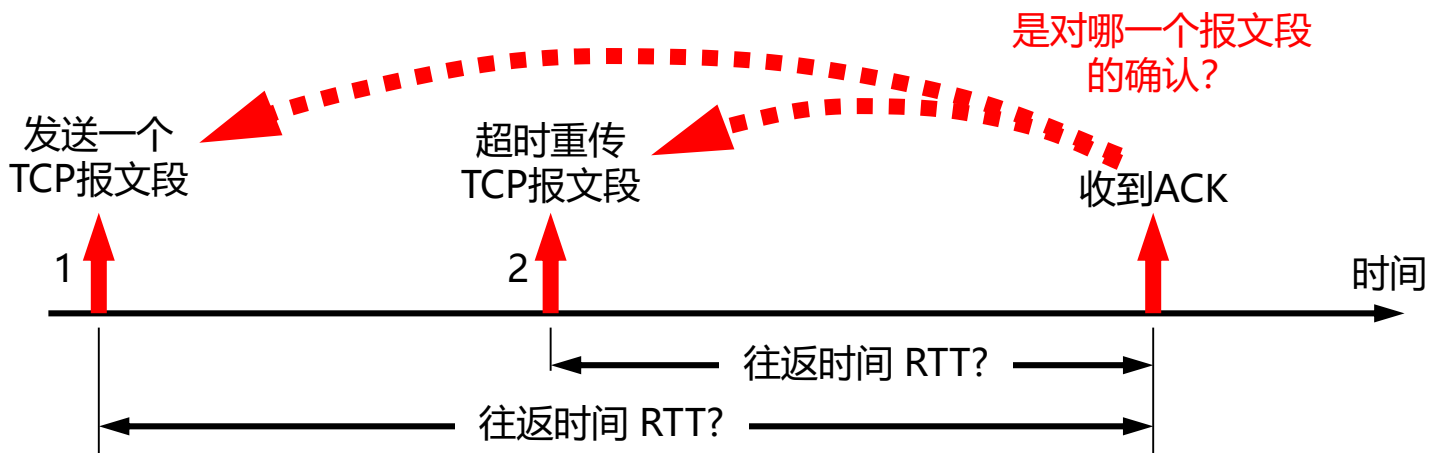 是对哪一个报文段
的确认？
发送一个
TCP报文段
超时重传
TCP报文段
收到ACK
1
2
时间
往返时间 RTT?
往返时间 RTT?